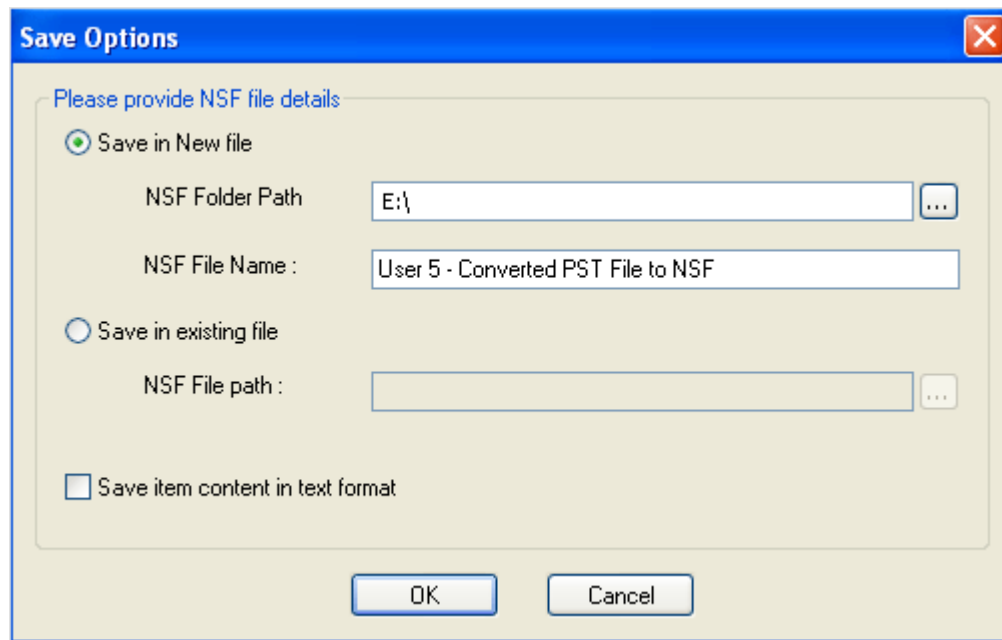 Save Options
Please provide NSF file details
Save in New file
NSF Folder Path
E:\
...
NSF File Name :
User 5 - Converted PST File to NSF
Save in existing file
NSF File path :
...
Save item content in text format
OK
Cancel